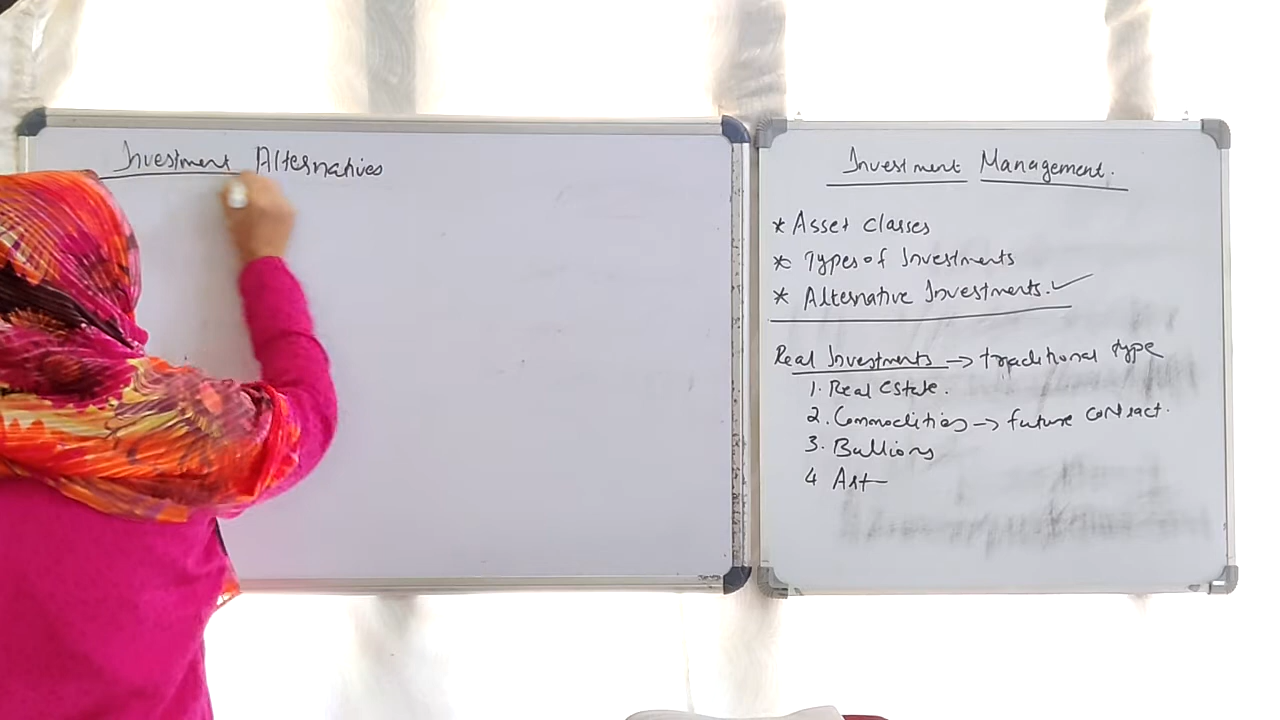 Investment Alternatives
Investment Management.
* Asset Classes
* Types of Investments
* Alternative Investments.
Real Investments → traditional type
1. Real Estate.
2. Commodities → future contract.
3. Bullions
4 Art